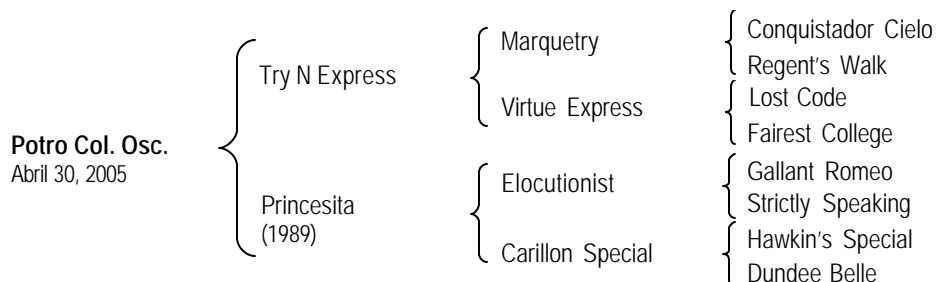 Potro Col. Osc.
Abril 30, 2005
Try N Express
Princesita
(1989)
Marquetry
Virtue Express
Elocutionist
Carillon Special
Conquistador Cielo
Regent's Walk
Lost Code
Fairest College
Gallant Romeo
Strictly Speaking
Hawkin's Special
Dundee Belle